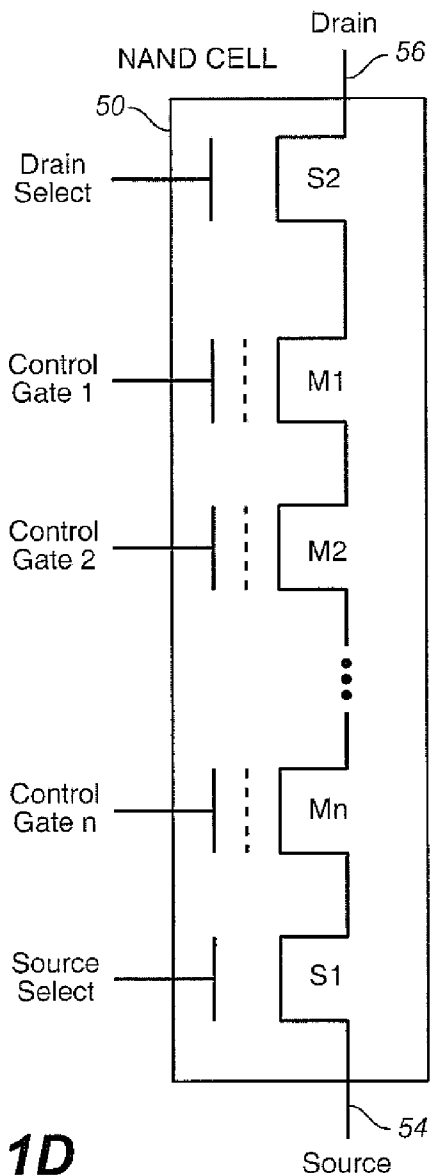 Drain
56
NAND CELL
50
Drain
Select
S2
Control
Gate 1
M1
Control
Gate 2
M2
Control
Gate n
Mn
Source
Select
S1
54
1D
Source